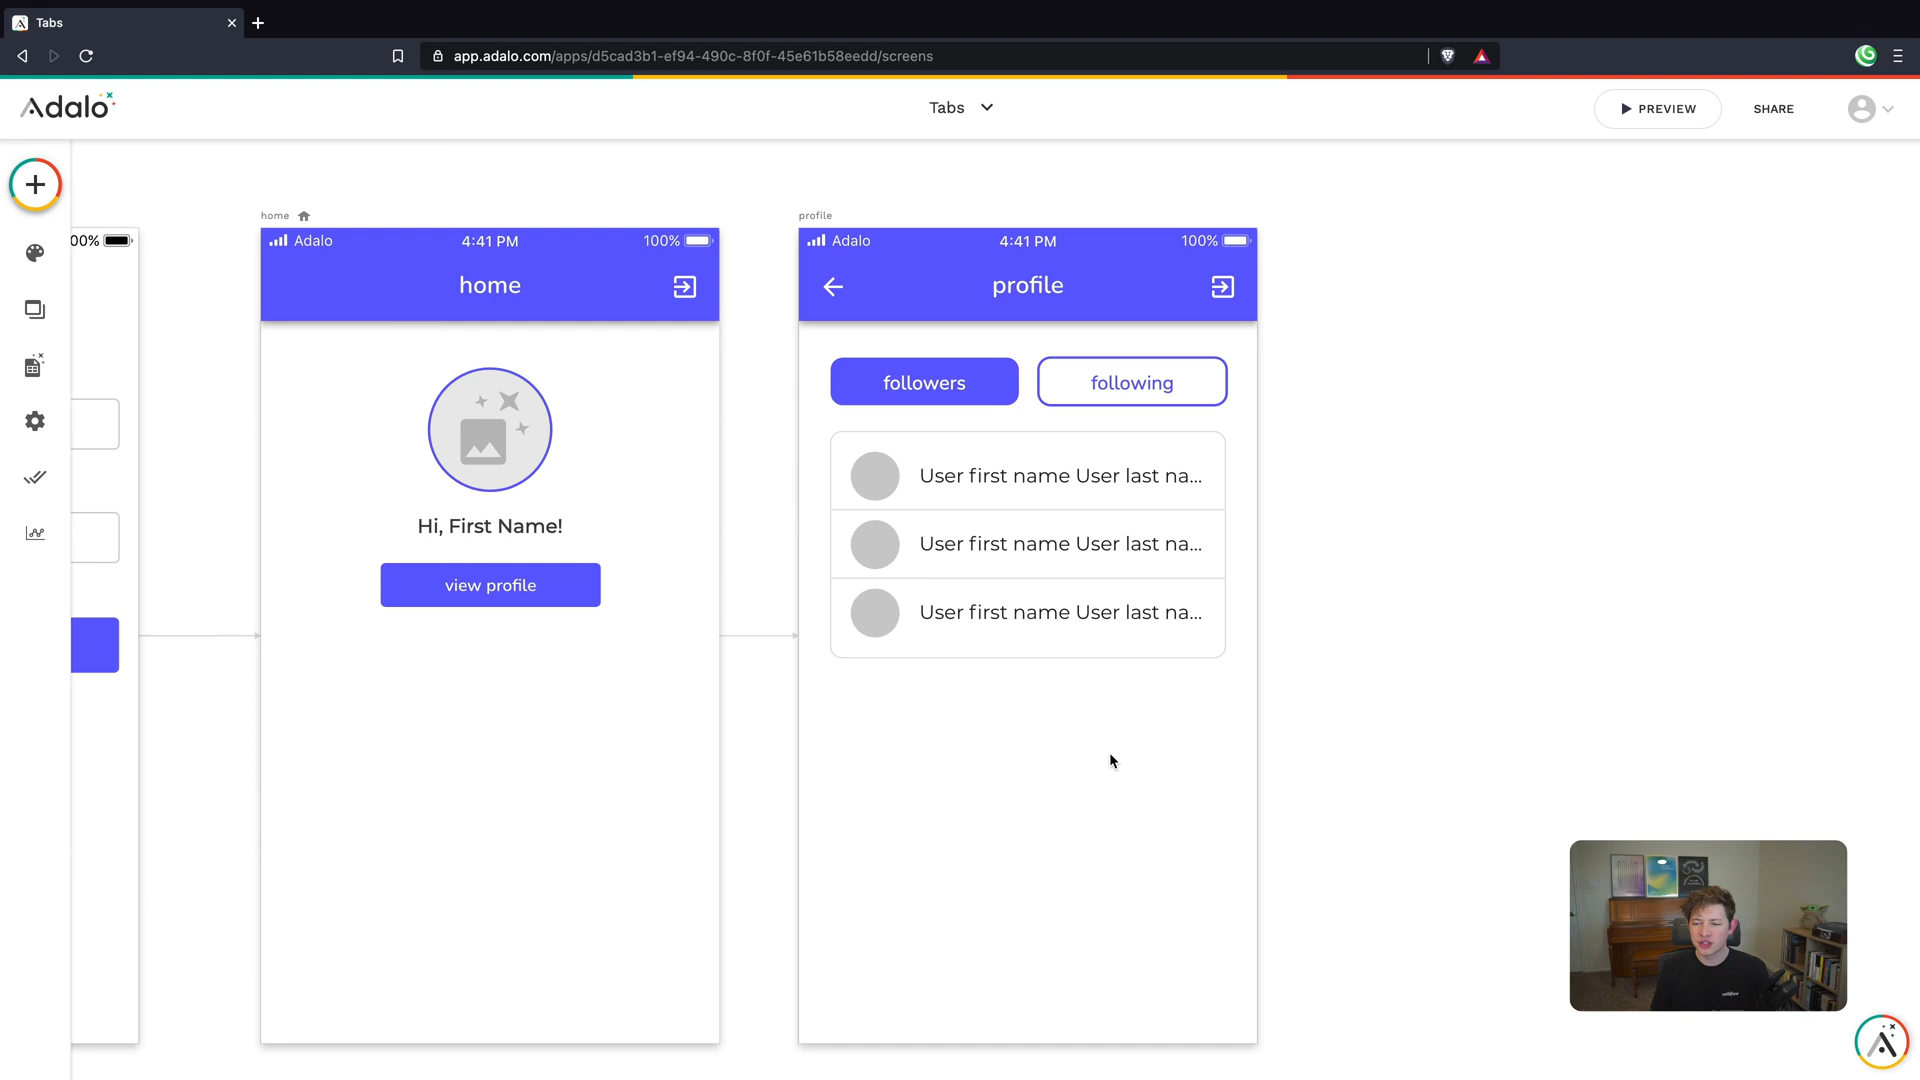 Tabs
app.adalo.com/apps/d5cad3b1-ef94-490c-8f0f-45e61b58eedd/screens
Adalo
Tabs
PREVIEW
SHARE
00%
home
Adalo
4:41 PM
100%
home
Hi, First Name!
view profile
profile
Adalo
4:41 PM
100%
profile
followers
following
User first name User last na...
User first name User last na...
User first name User last na...